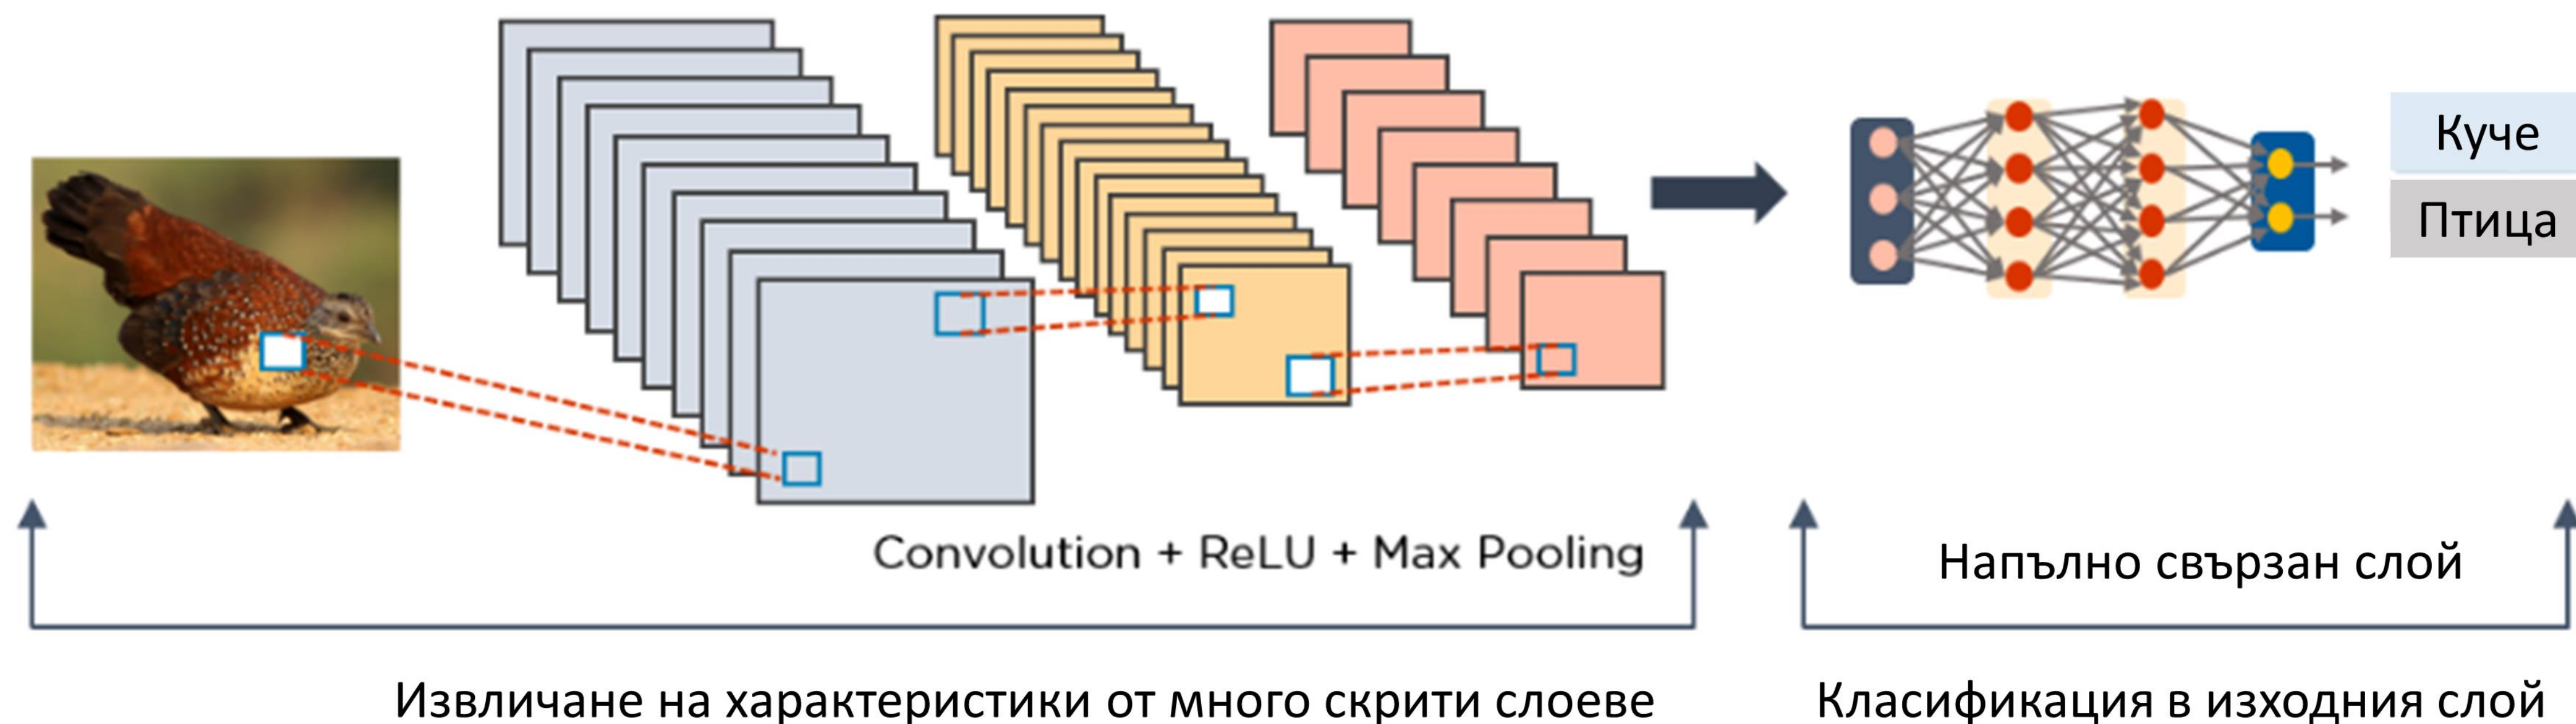 Куче
Птица
Convolution + ReLU + Max Pooling
Напълно свързан слой
Извличане на характеристики от много скрити слоеве
Класификация в изходния слой